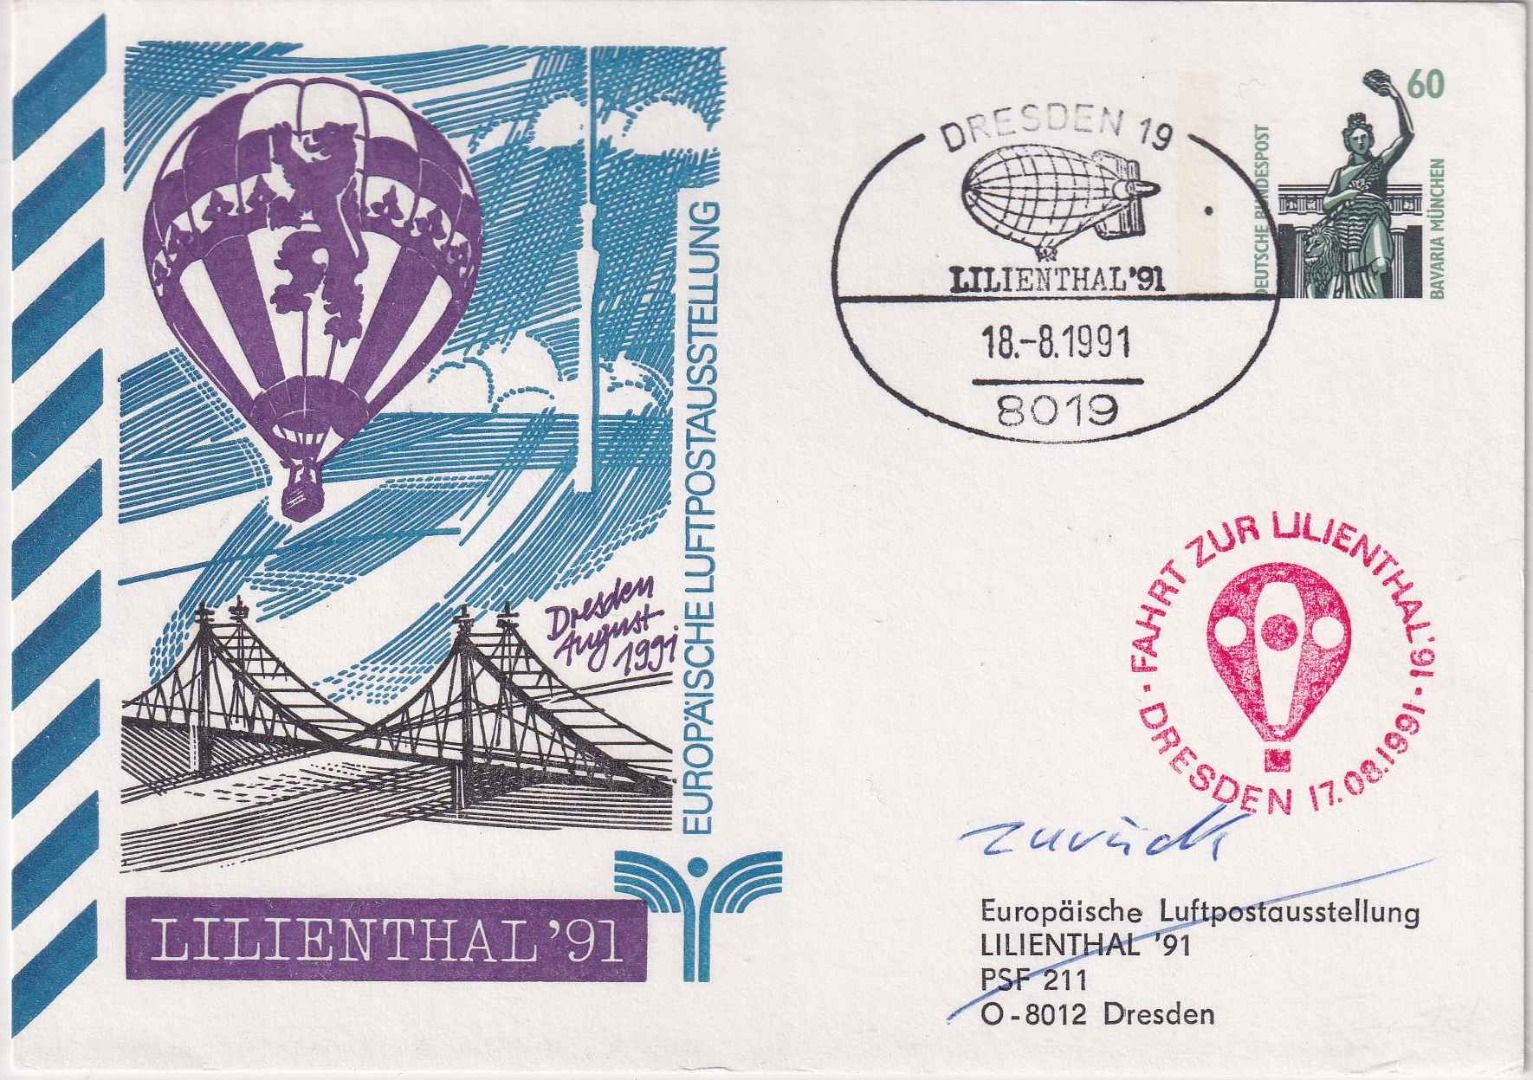 EUROPÄISCHE LUFTPOSTAUSSTELLUNG
Dresden
August
1991
LILIENTHAL '91
DRESDEN 19
LILIENTHAL '91
18.-8.1991
8019
60
DEUTSCHE BUNDESPOST
BAVARIA MÜNCHEN
FAHRT ZUR LILIENTHAL '91 · DRESDEN 17.08.1991 ·
zurück
Europäische Luftpostausstellung
LILIENTHAL '91
PSF 211
O-8012 Dresden